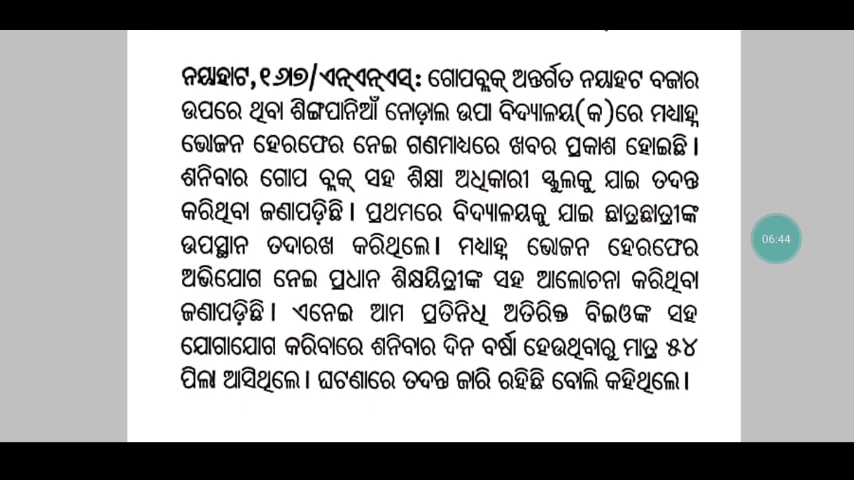 ନୟାହାଟ,୧୬ା୭/ଏନ୍ଏନ୍ଏସ୍: ଗୋପବ୍ଲକ୍ ଅନ୍ତର୍ଗତ ନୟାହଟ ବଜାର
ଉପରେ ଥିବା ଶିଙ୍ଗପାନିଆଁ ନୋଡ଼ାଲ ଉପା ବିଦ୍ୟାଳୟ(କ)ରେ ମଧ୍ୟାହ୍ନ
ଭୋଜନ ହେରଫେର ନେଇ ଗଣମାଧ୍ୟରେ ଖବର ପ୍ରକାଶ ହୋଇଛି।
ଶନିବାର ଗୋପ ବ୍ଲକ୍ ସହ ଶିକ୍ଷା ଅଧିକାରୀ ସ୍କୁଲକୁ ଯାଇ ତଦନ୍ତ
କରିଥିବା ଜଣାପଡ଼ିଛି। ପ୍ରଥମରେ ବିଦ୍ୟାଳୟକୁ ଯାଇ ଛାତ୍ରଛାତ୍ରୀଙ୍କ
ଉପସ୍ଥାନ ତଦାରଖ କରିଥିଲେ। ମଧ୍ୟାହ୍ନ ଭୋଜନ ହେରଫେର
ଅଭିଯୋଗ ନେଇ ପ୍ରଧାନ ଶିକ୍ଷୟିତ୍ରୀଙ୍କ ସହ ଆଲୋଚନା କରିଥିବା
ଜଣାପଡ଼ିଛି। ଏନେଇ ଆମ ପ୍ରତିନିଧି ଅତିରିକ୍ତ ବିଇଓଙ୍କ ସହ
ଯୋଗାଯୋଗ କରିବାରେ ଶନିବାର ଦିନ ବର୍ଷା ହେଉଥିବାରୁ ମାତ୍ର ୫୪
ପିଲା ଆସିଥିଲେ। ଘଟଣାରେ ତଦନ୍ତ ଜାରି ରହିଛି ବୋଲି କହିଥିଲେ।
06:44